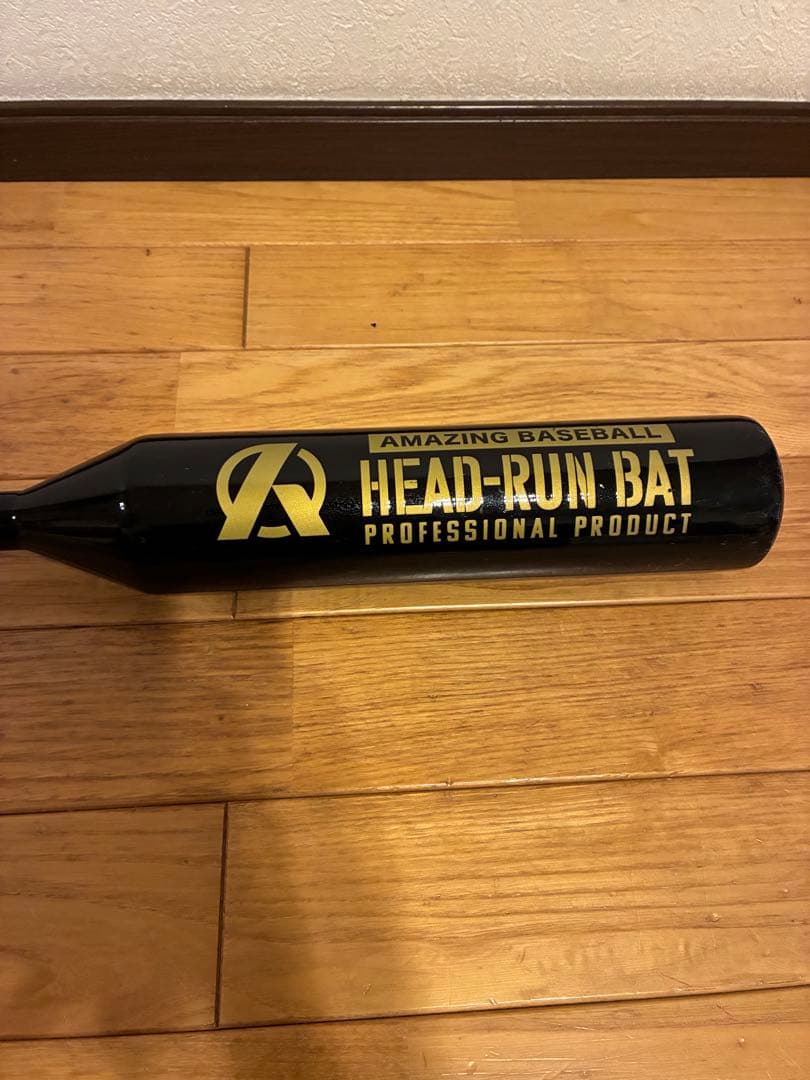 AMAZING BASEBALL
HEAD-RUN BAT
PROFESSIONAL PRODUCT